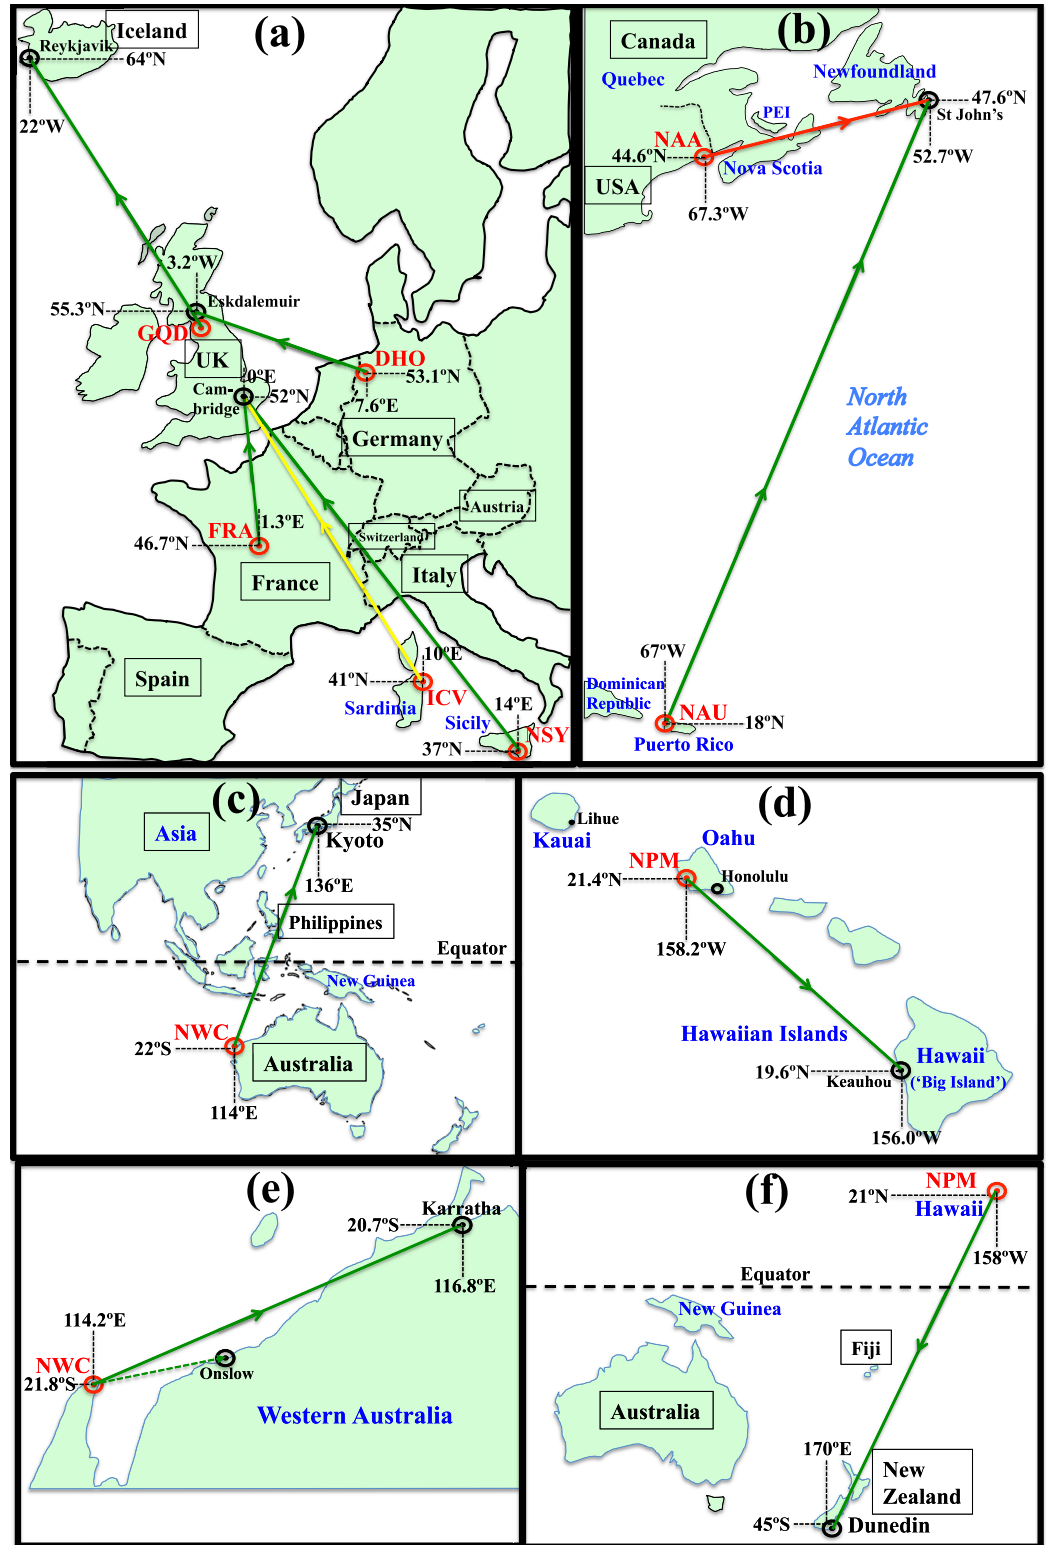 (a)
Iceland
Reykjavik
64ºN
22ºW
3.2ºW
55.3ºN
Eskdalemuir
GQD
UK
DHO
53.1ºN
7.6ºE
0ºE
Cam-
bridge
52ºN
Germany
Austria
Switzerland
FRA
1.3ºE
46.7ºN
France
Italy
Spain
10ºE
41ºN
ICV
Sardinia
14ºE
Sicily
NSY
37ºN
(b)
Canada
Quebec
Newfoundland
47.6ºN
St John's
PEI
NAA
44.6ºN
Nova Scotia
52.7ºW
USA
67.3ºW
North
Atlantic
Ocean
67ºW
Dominican
Republic
NAU
18ºN
Puerto Rico
(c)
Japan
Asia
35ºN
Kyoto
136ºE
Philippines
Equator
New Guinea
NWC
22ºS
Australia
114ºE
(d)
Lihue
Kauai
Oahu
NPM
21.4ºN
Honolulu
158.2ºW
Hawaiian Islands
Hawaii
('Big Island')
19.6ºN
Keauhou
156.0ºW
(e)
Karratha
20.7ºS
116.8ºE
114.2ºE
NWC
21.8ºS
Onslow
Western Australia
(f)
NPM
21ºN
Hawaii
158ºW
Equator
New Guinea
Fiji
Australia
170ºE
New
Zealand
45ºS
Dunedin